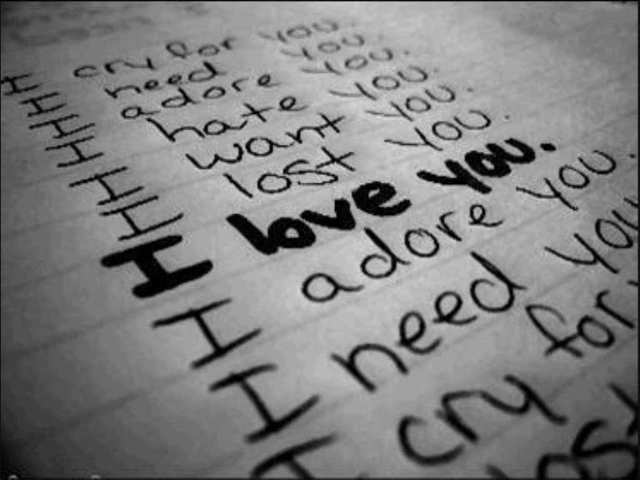 I cry for you.
I need you.
I adore you.
I hate you.
I want you.
I lost you.
I love you.
I adore you.
I need you
I cry for
lost